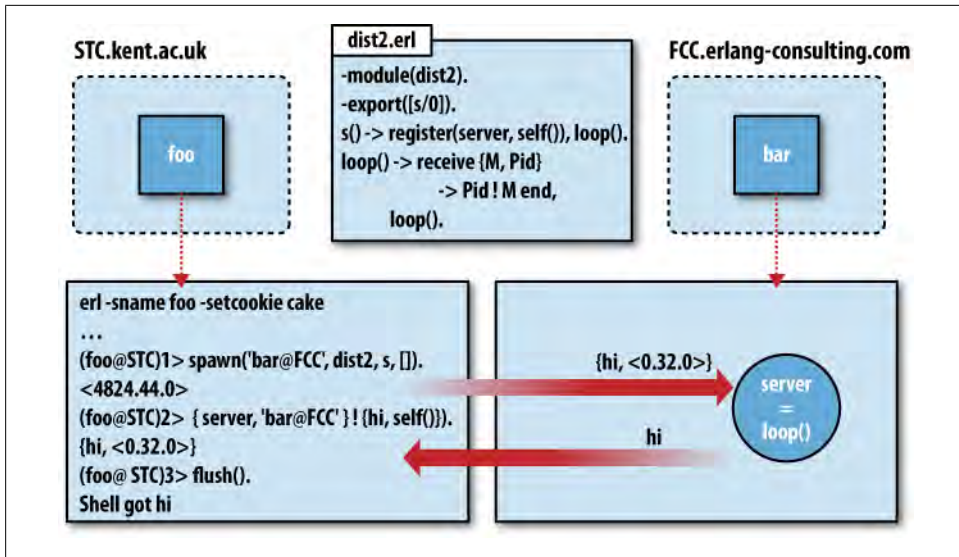 STC.kent.ac.uk
dist2.erl
FCC.erlang-consulting.com
-module(dist2).
-export([s/0]).
s() -> register(server, self()), loop().
loop() -> receive {M, Pid}
-> Pid ! M end,
loop().
foo
bar
erl -sname foo -setcookie cake
...
(foo@STC)1> spawn('bar@FCC', dist2, s, []).
<4824.44.0>
(foo@STC)2> { server, 'bar@FCC' } ! {hi, self()}).
{hi, <0.32.0>}
(foo@ STC)3> flush().
Shell got hi
{hi, <0.32.0>}
hi
server
=
loop()